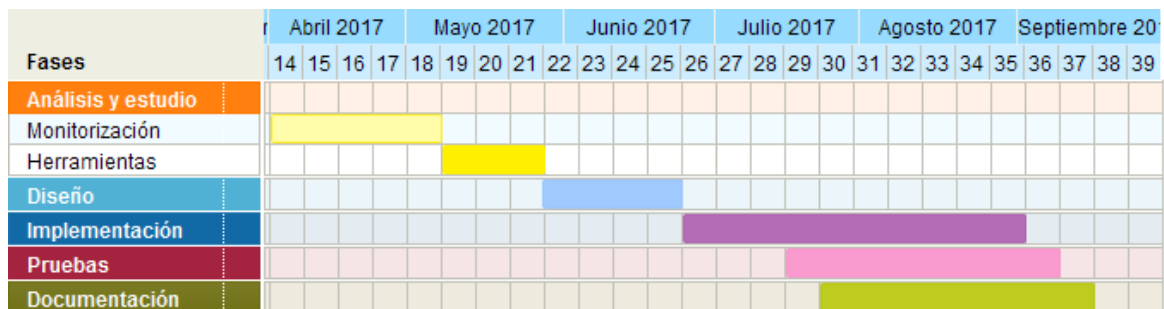 Abril 2017 Mayo 2017 Junio 2017 Julio 2017 Agosto 2017 Septiembre 20
Fases 14 15 16 17 18 19 20 21 22 23 24 25 26 27 28 29 30 31 32 33 34 35 36 37 38 39
Análisis y estudio
Monitorización
Herramientas
Diseño
Implementación
Pruebas
Documentación